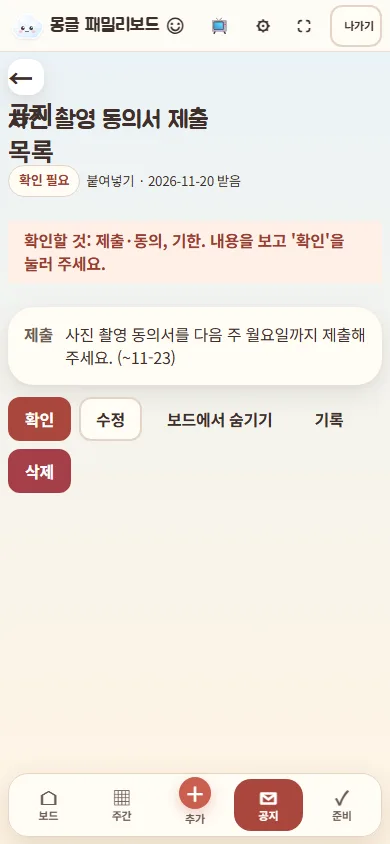 몽글 패밀리보드
나가기
←
공지
사진 촬영 동의서 제출
목록
확인 필요 붙여넣기 · 2026-11-20 받음
확인할 것: 제출·동의, 기한. 내용을 보고 '확인'을
눌러 주세요.
제출 사진 촬영 동의서를 다음 주 월요일까지 제출해
주세요. (~11-23)
확인 수정 보드에서 숨기기 기록
삭제
보드 주간 추가 공지 준비